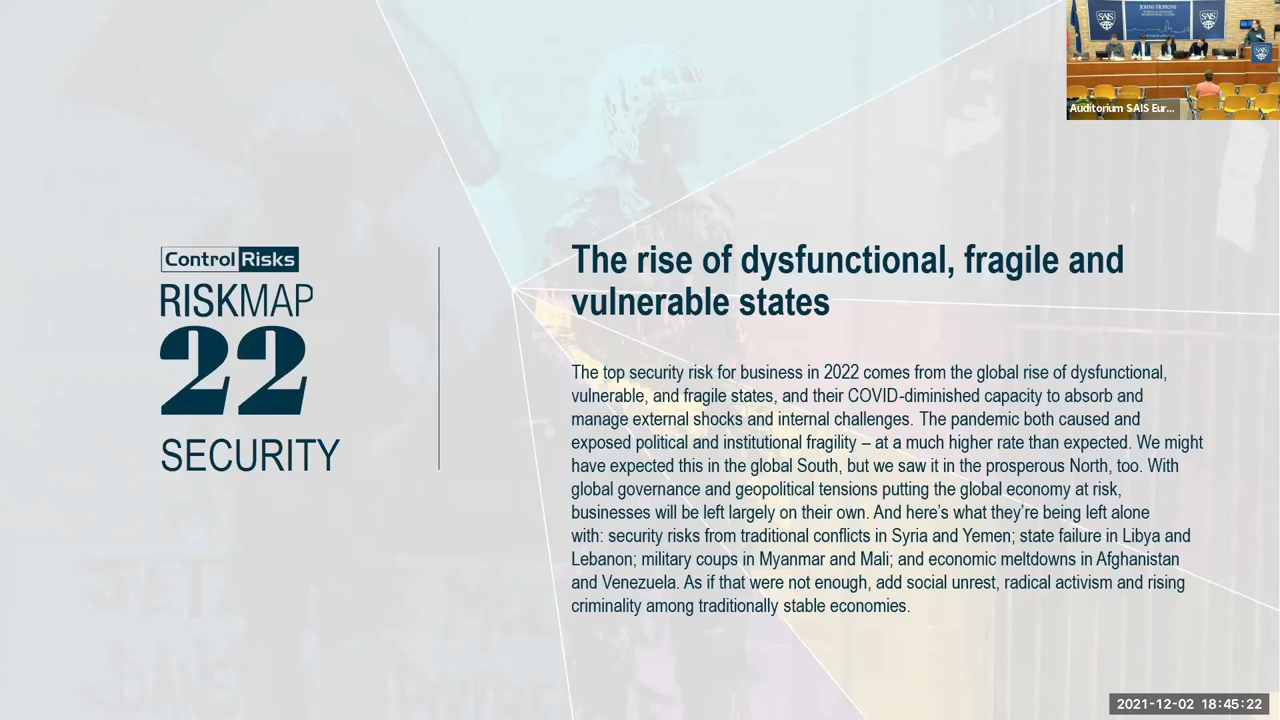 Control Risks
RISKMAP
22
SECURITY
The rise of dysfunctional, fragile and
vulnerable states
The top security risk for business in 2022 comes from the global rise of dysfunctional,
vulnerable, and fragile states, and their COVID-diminished capacity to absorb and
manage external shocks and internal challenges. The pandemic both caused and
exposed political and institutional fragility – at a much higher rate than expected. We might
have expected this in the global South, but we saw it in the prosperous North, too. With
global governance and geopolitical tensions putting the global economy at risk,
businesses will be left largely on their own. And here’s what they’re being left alone
with: security risks from traditional conflicts in Syria and Yemen; state failure in Libya and
Lebanon; military coups in Myanmar and Mali; and economic meltdowns in Afghanistan
and Venezuela. As if that were not enough, add social unrest, radical activism and rising
criminality among traditionally stable economies.
SAIS
JOHNS HOPKINS
SAIS
SAIS
Auditorium SAIS Eur...
2021-12-02 18:45:22